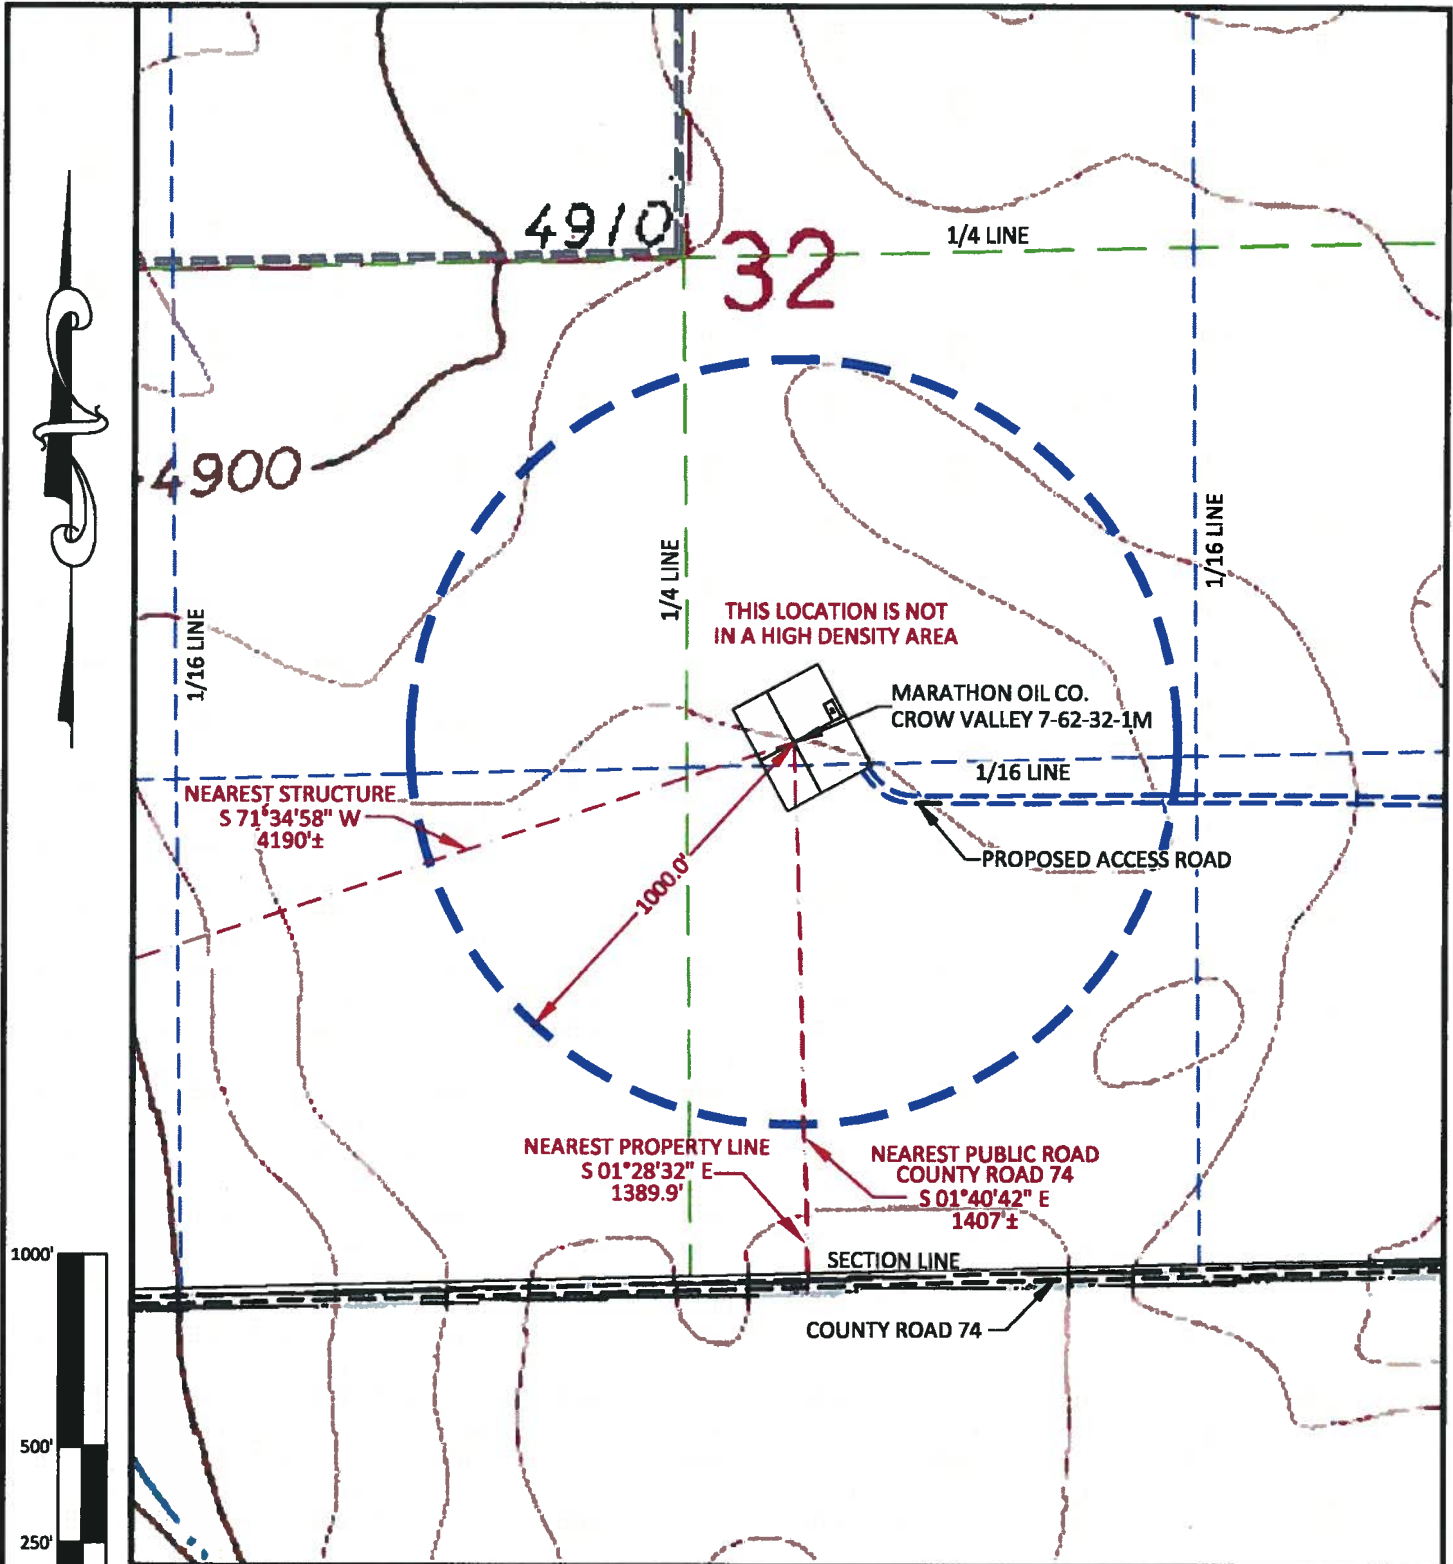 4910
32
1/4 LINE
4900
1/4 LINE
1/16 LINE
1/16 LINE
THIS LOCATION IS NOT
IN A HIGH DENSITY AREA
MARATHON OIL CO.
CROW VALLEY 7-62-32-1M
1/16 LINE
NEAREST STRUCTURE
S 71°34'58" W
4190'±
PROPOSED ACCESS ROAD
1000.0'
NEAREST PROPERTY LINE
S 01°28'32" E
1389.9'
NEAREST PUBLIC ROAD
COUNTY ROAD 74
S 01°40'42" E
1407'±
SECTION LINE
COUNTY ROAD 74
1000'
500'
250'